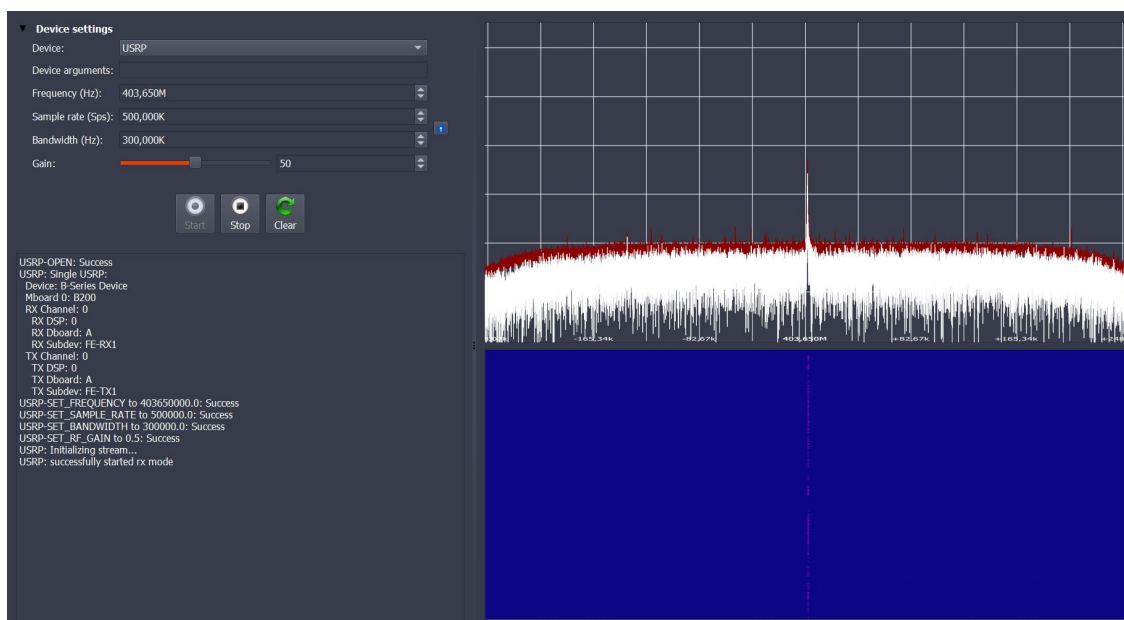 Device settings
Device: USRP
Device arguments:
Frequency (Hz): 403,650M
Sample rate (Sps): 500,000K
Bandwidth (Hz): 300,000K
Gain: 50
Start Stop Clear
USRP-OPEN: Success
USRP: Single USRP:
Device: B-Series Device
Mboard 0: B200
RX Channel: 0
RX DSP: 0
RX Dboard: A
RX Subdev: FE-RX1
TX Channel: 0
TX DSP: 0
TX Dboard: A
TX Subdev: FE-TX1
USRP-SET_FREQUENCY to 403650000.0: Success
USRP-SET_SAMPLE_RATE to 500000.0: Success
USRP-SET_BANDWIDTH to 300000.0: Success
USRP-SET_RF_GAIN to 0.5: Success
USRP: Initializing stream...
USRP: successfully started rx mode
-165,34k -82,67k 403,650M +82,67k +165,34k